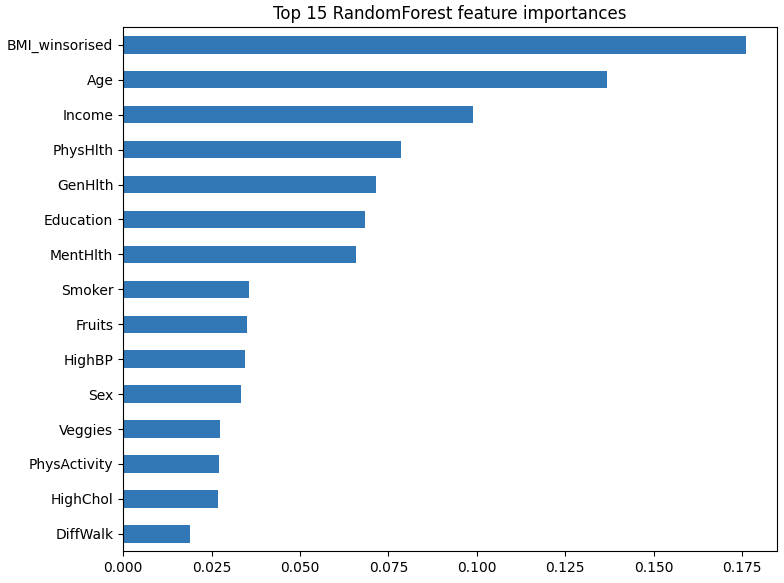 Top 15 RandomForest feature importances
BMI_winsorised
Age
Income
PhysHlth
GenHlth
Education
MentHlth
Smoker
Fruits
HighBP
Sex
Veggies
PhysActivity
HighChol
DiffWalk
0.000 0.025 0.050 0.075 0.100 0.125 0.150 0.175